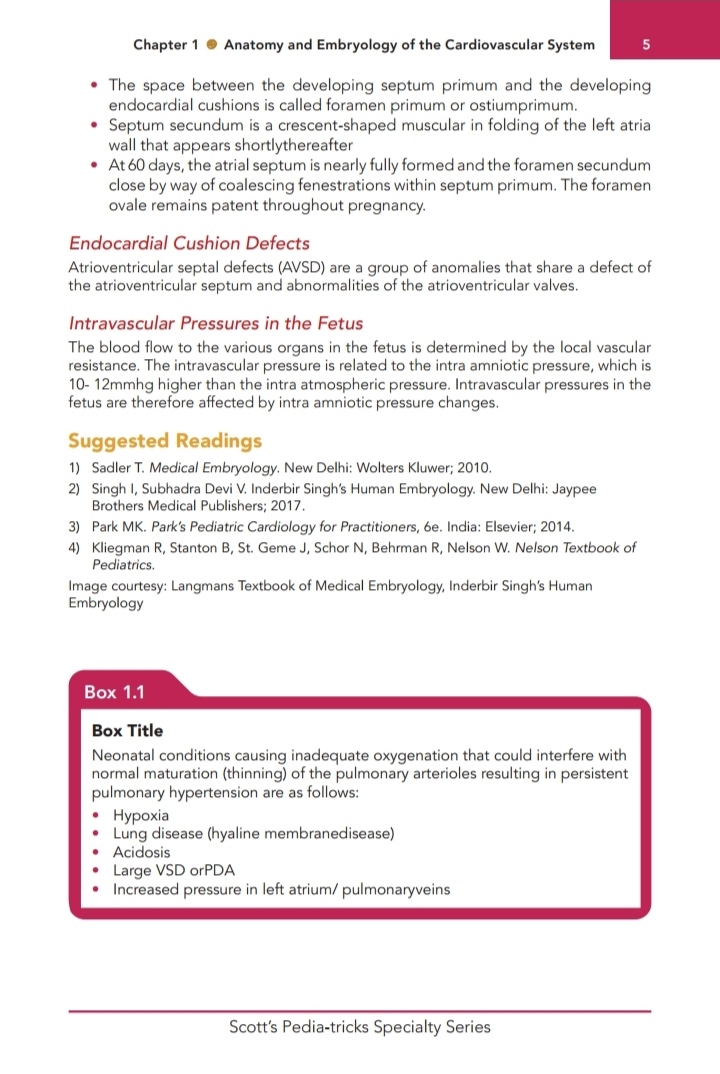 Chapter 1 Anatomy and Embryology of the Cardiovascular System 5
• The space between the developing septum primum and the developing
endocardial cushions is called foramen primum or ostiumprimum.
• Septum secundum is a crescent-shaped muscular in folding of the left atria
wall that appears shortlythereafter
• At 60 days, the atrial septum is nearly fully formed and the foramen secundum
close by way of coalescing fenestrations within septum primum. The foramen
ovale remains patent throughout pregnancy.
Endocardial Cushion Defects
Atrioventricular septal defects (AVSD) are a group of anomalies that share a defect of
the atrioventricular septum and abnormalities of the atrioventricular valves.
Intravascular Pressures in the Fetus
The blood flow to the various organs in the fetus is determined by the local vascular
resistance. The intravascular pressure is related to the intra amniotic pressure, which is
10- 12mmhg higher than the intra atmospheric pressure. Intravascular pressures in the
fetus are therefore affected by intra amniotic pressure changes.
Suggested Readings
1) Sadler T. Medical Embryology. New Delhi: Wolters Kluwer; 2010.
2) Singh I, Subhadra Devi V. Inderbir Singh's Human Embryology. New Delhi: Jaypee
Brothers Medical Publishers; 2017.
3) Park MK. Park's Pediatric Cardiology for Practitioners, 6e. India: Elsevier; 2014.
4) Kliegman R, Stanton B, St. Geme J, Schor N, Behrman R, Nelson W. Nelson Textbook of
Pediatrics.
Image courtesy: Langmans Textbook of Medical Embryology, Inderbir Singh's Human
Embryology
Box 1.1
Box Title
Neonatal conditions causing inadequate oxygenation that could interfere with
normal maturation (thinning) of the pulmonary arterioles resulting in persistent
pulmonary hypertension are as follows:
• Hypoxia
• Lung disease (hyaline membranedisease)
• Acidosis
• Large VSD orPDA
• Increased pressure in left atrium/ pulmonaryveins
Scott's Pedia-tricks Specialty Series